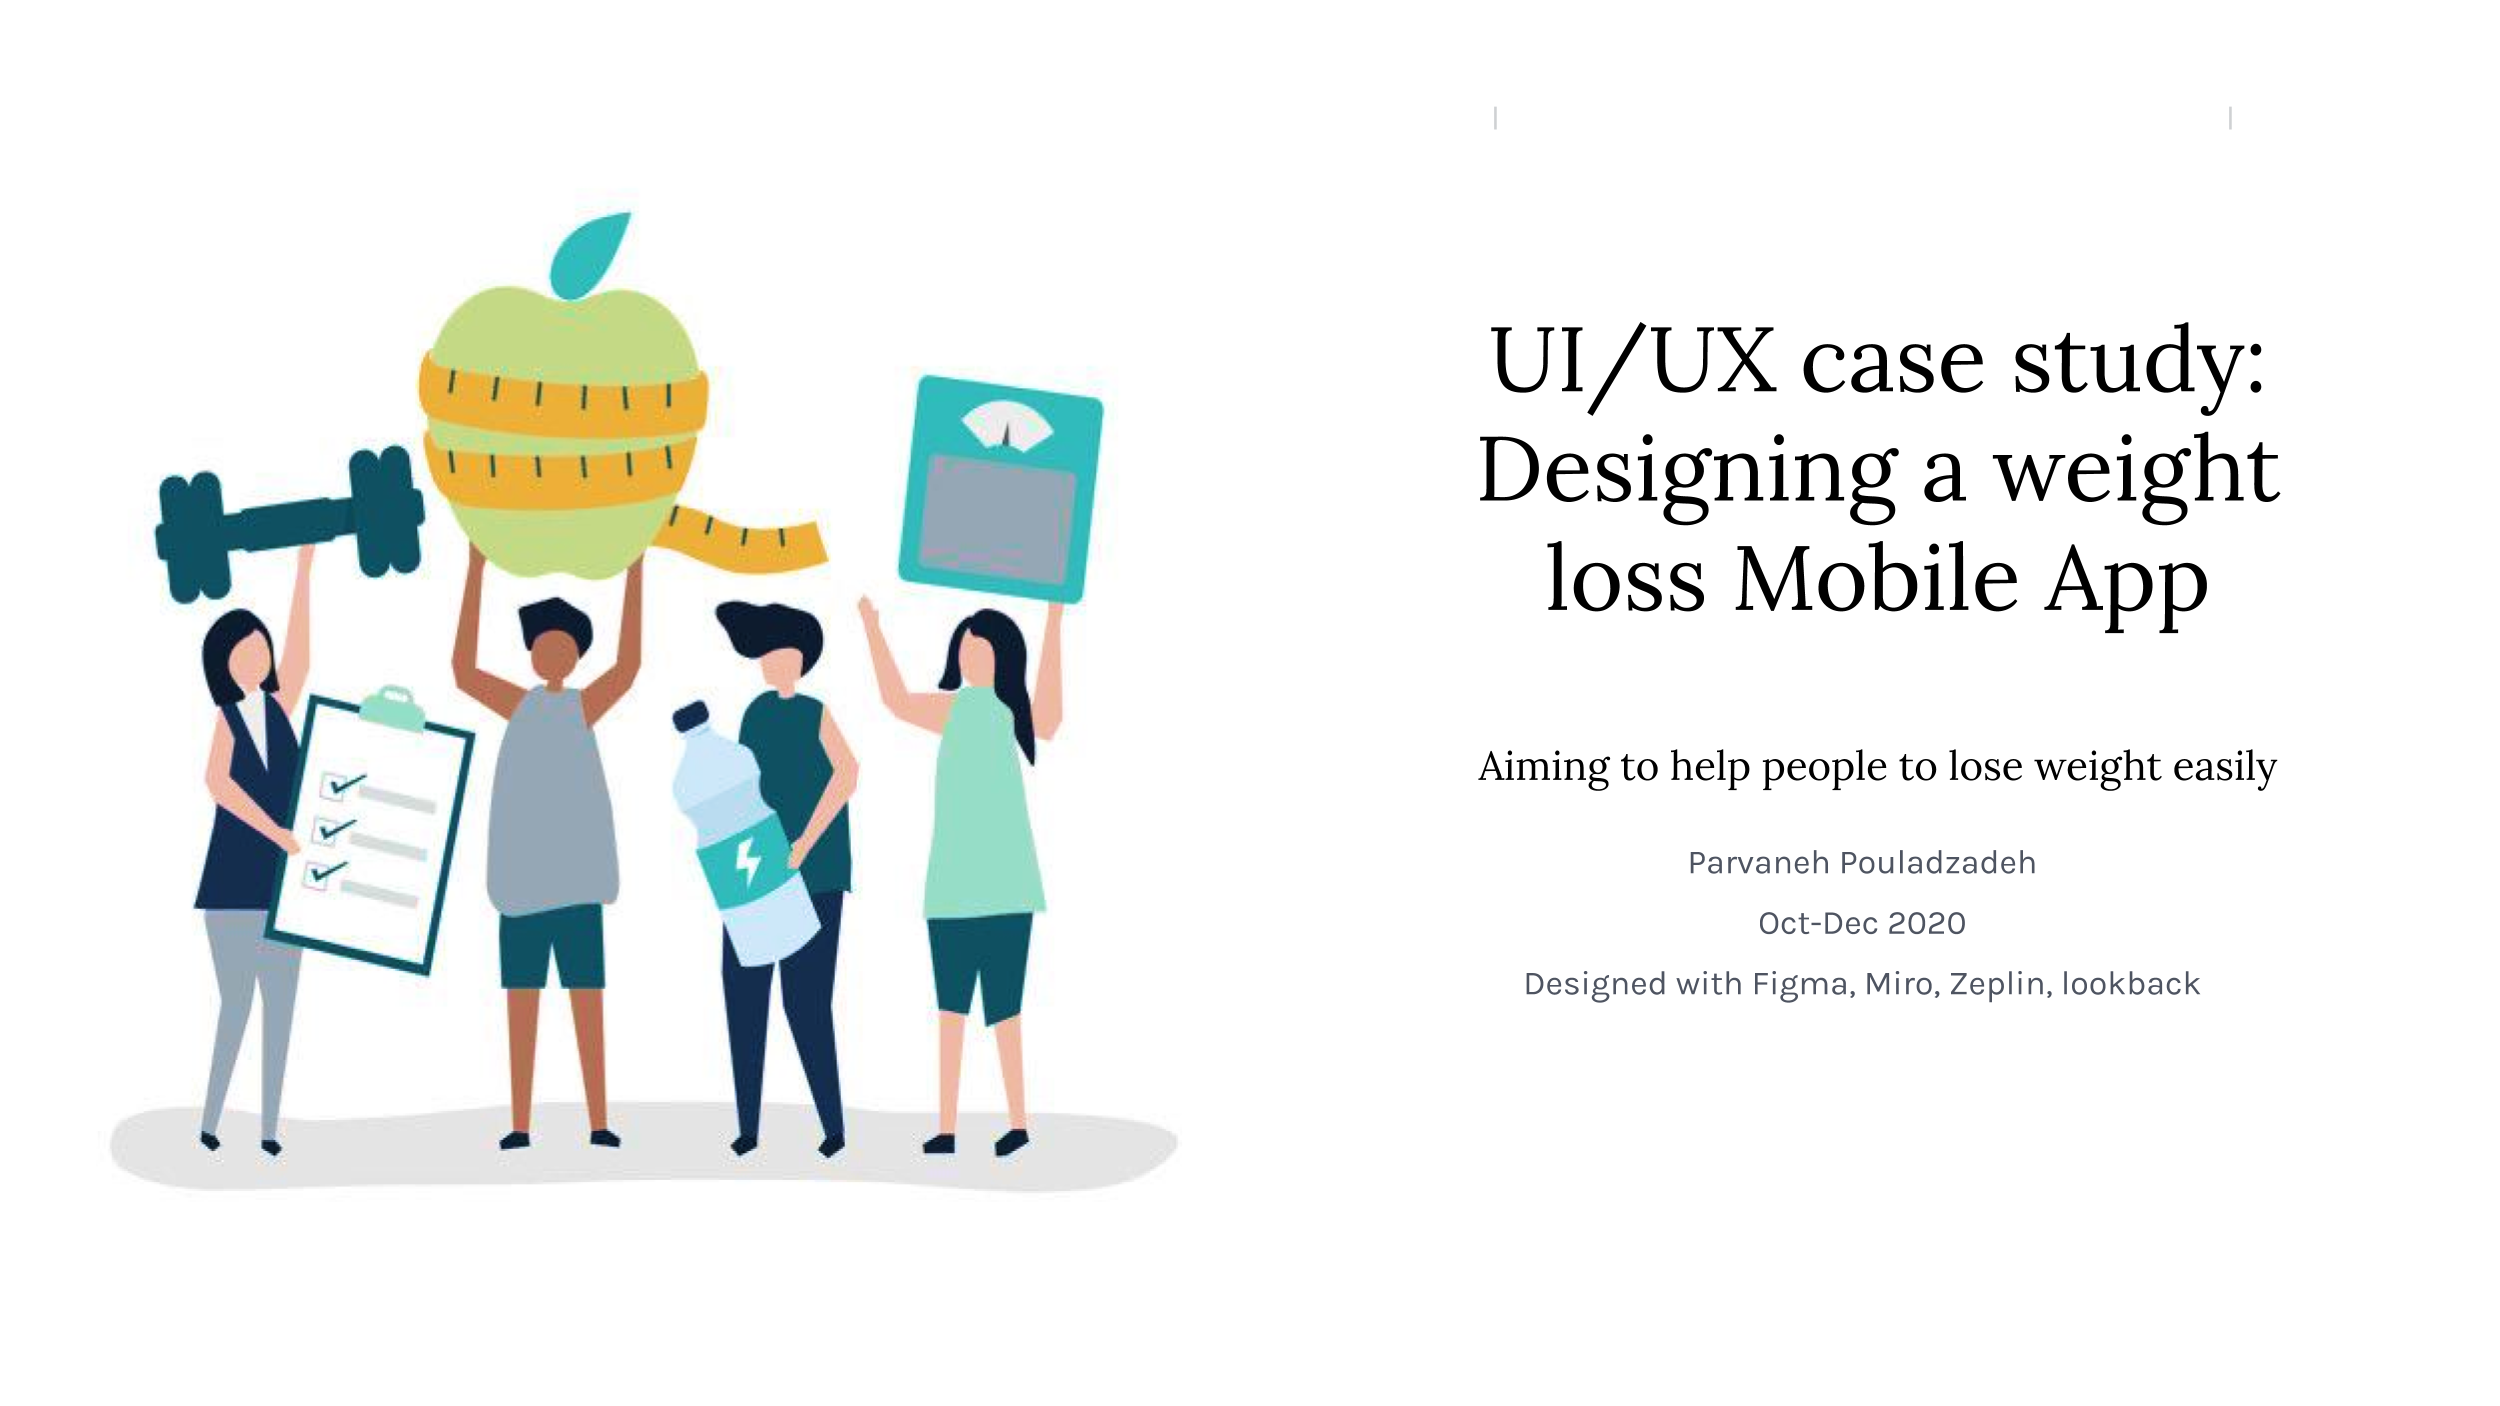 UI/UX case study:
Designing a weight
loss Mobile App
Aiming to help people to lose weight easily
Parvaneh Pouladzadeh
Oct-Dec 2020
Designed with Figma, Miro, Zeplin, lookback